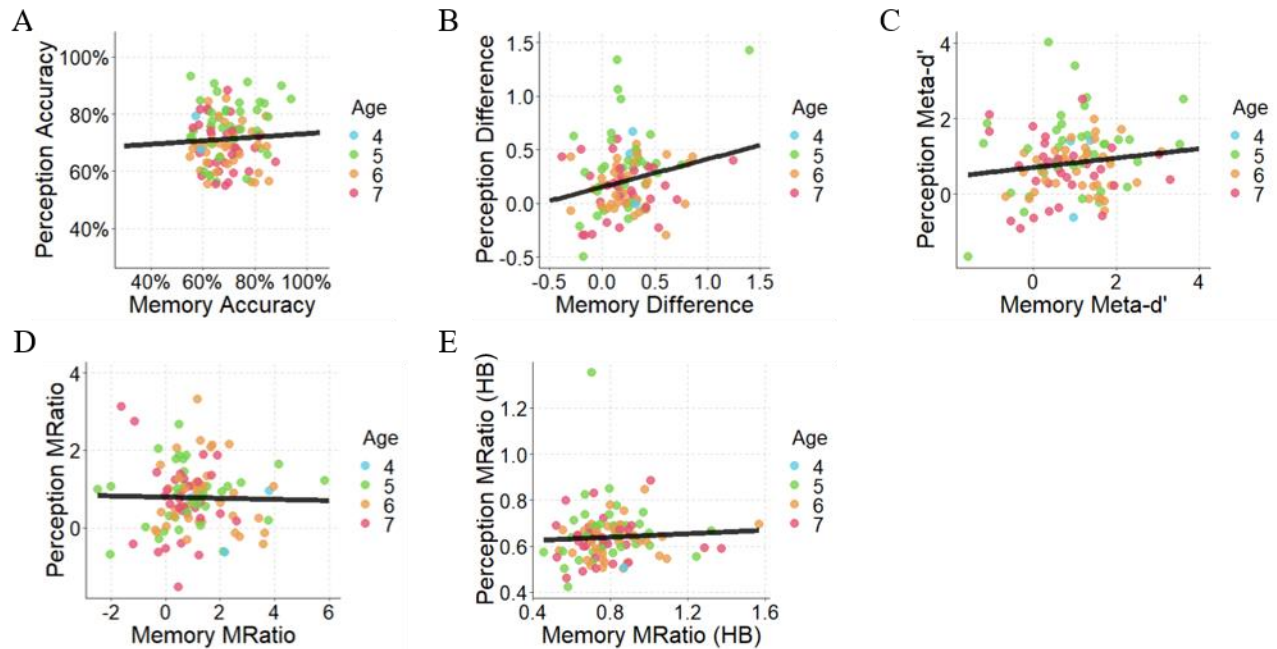 A
Perception Accuracy
100%
80%
60%
40%
40% 60% 80% 100%
Memory Accuracy
Age
4
5
6
7
B
Perception Difference
1.5
1.0
0.5
0.0
-0.5
-0.5 0.0 0.5 1.0 1.5
Memory Difference
Age
4
5
6
7
C
Perception Meta-d'
4
2
0
0 2 4
Memory Meta-d'
Age
4
5
6
7
D
Perception MRatio
4
2
0
-2 0 2 4 6
Memory MRatio
Age
4
5
6
7
E
Perception MRatio (HB)
1.2
1.0
0.8
0.6
0.4
0.4 0.8 1.2 1.6
Memory MRatio (HB)
Age
4
5
6
7